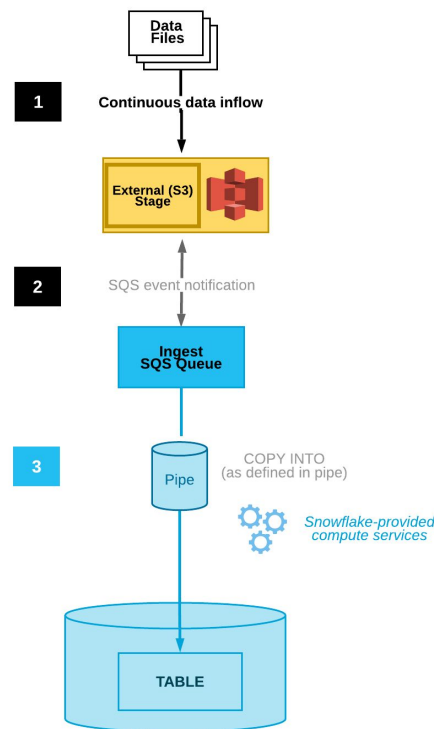 Data
Files
1
Continuous data inflow
External (S3)
Stage
2
SQS event notification
Ingest
SQS Queue
3
Pipe
COPY INTO
(as defined in pipe)
Snowflake-provided
compute services
TABLE